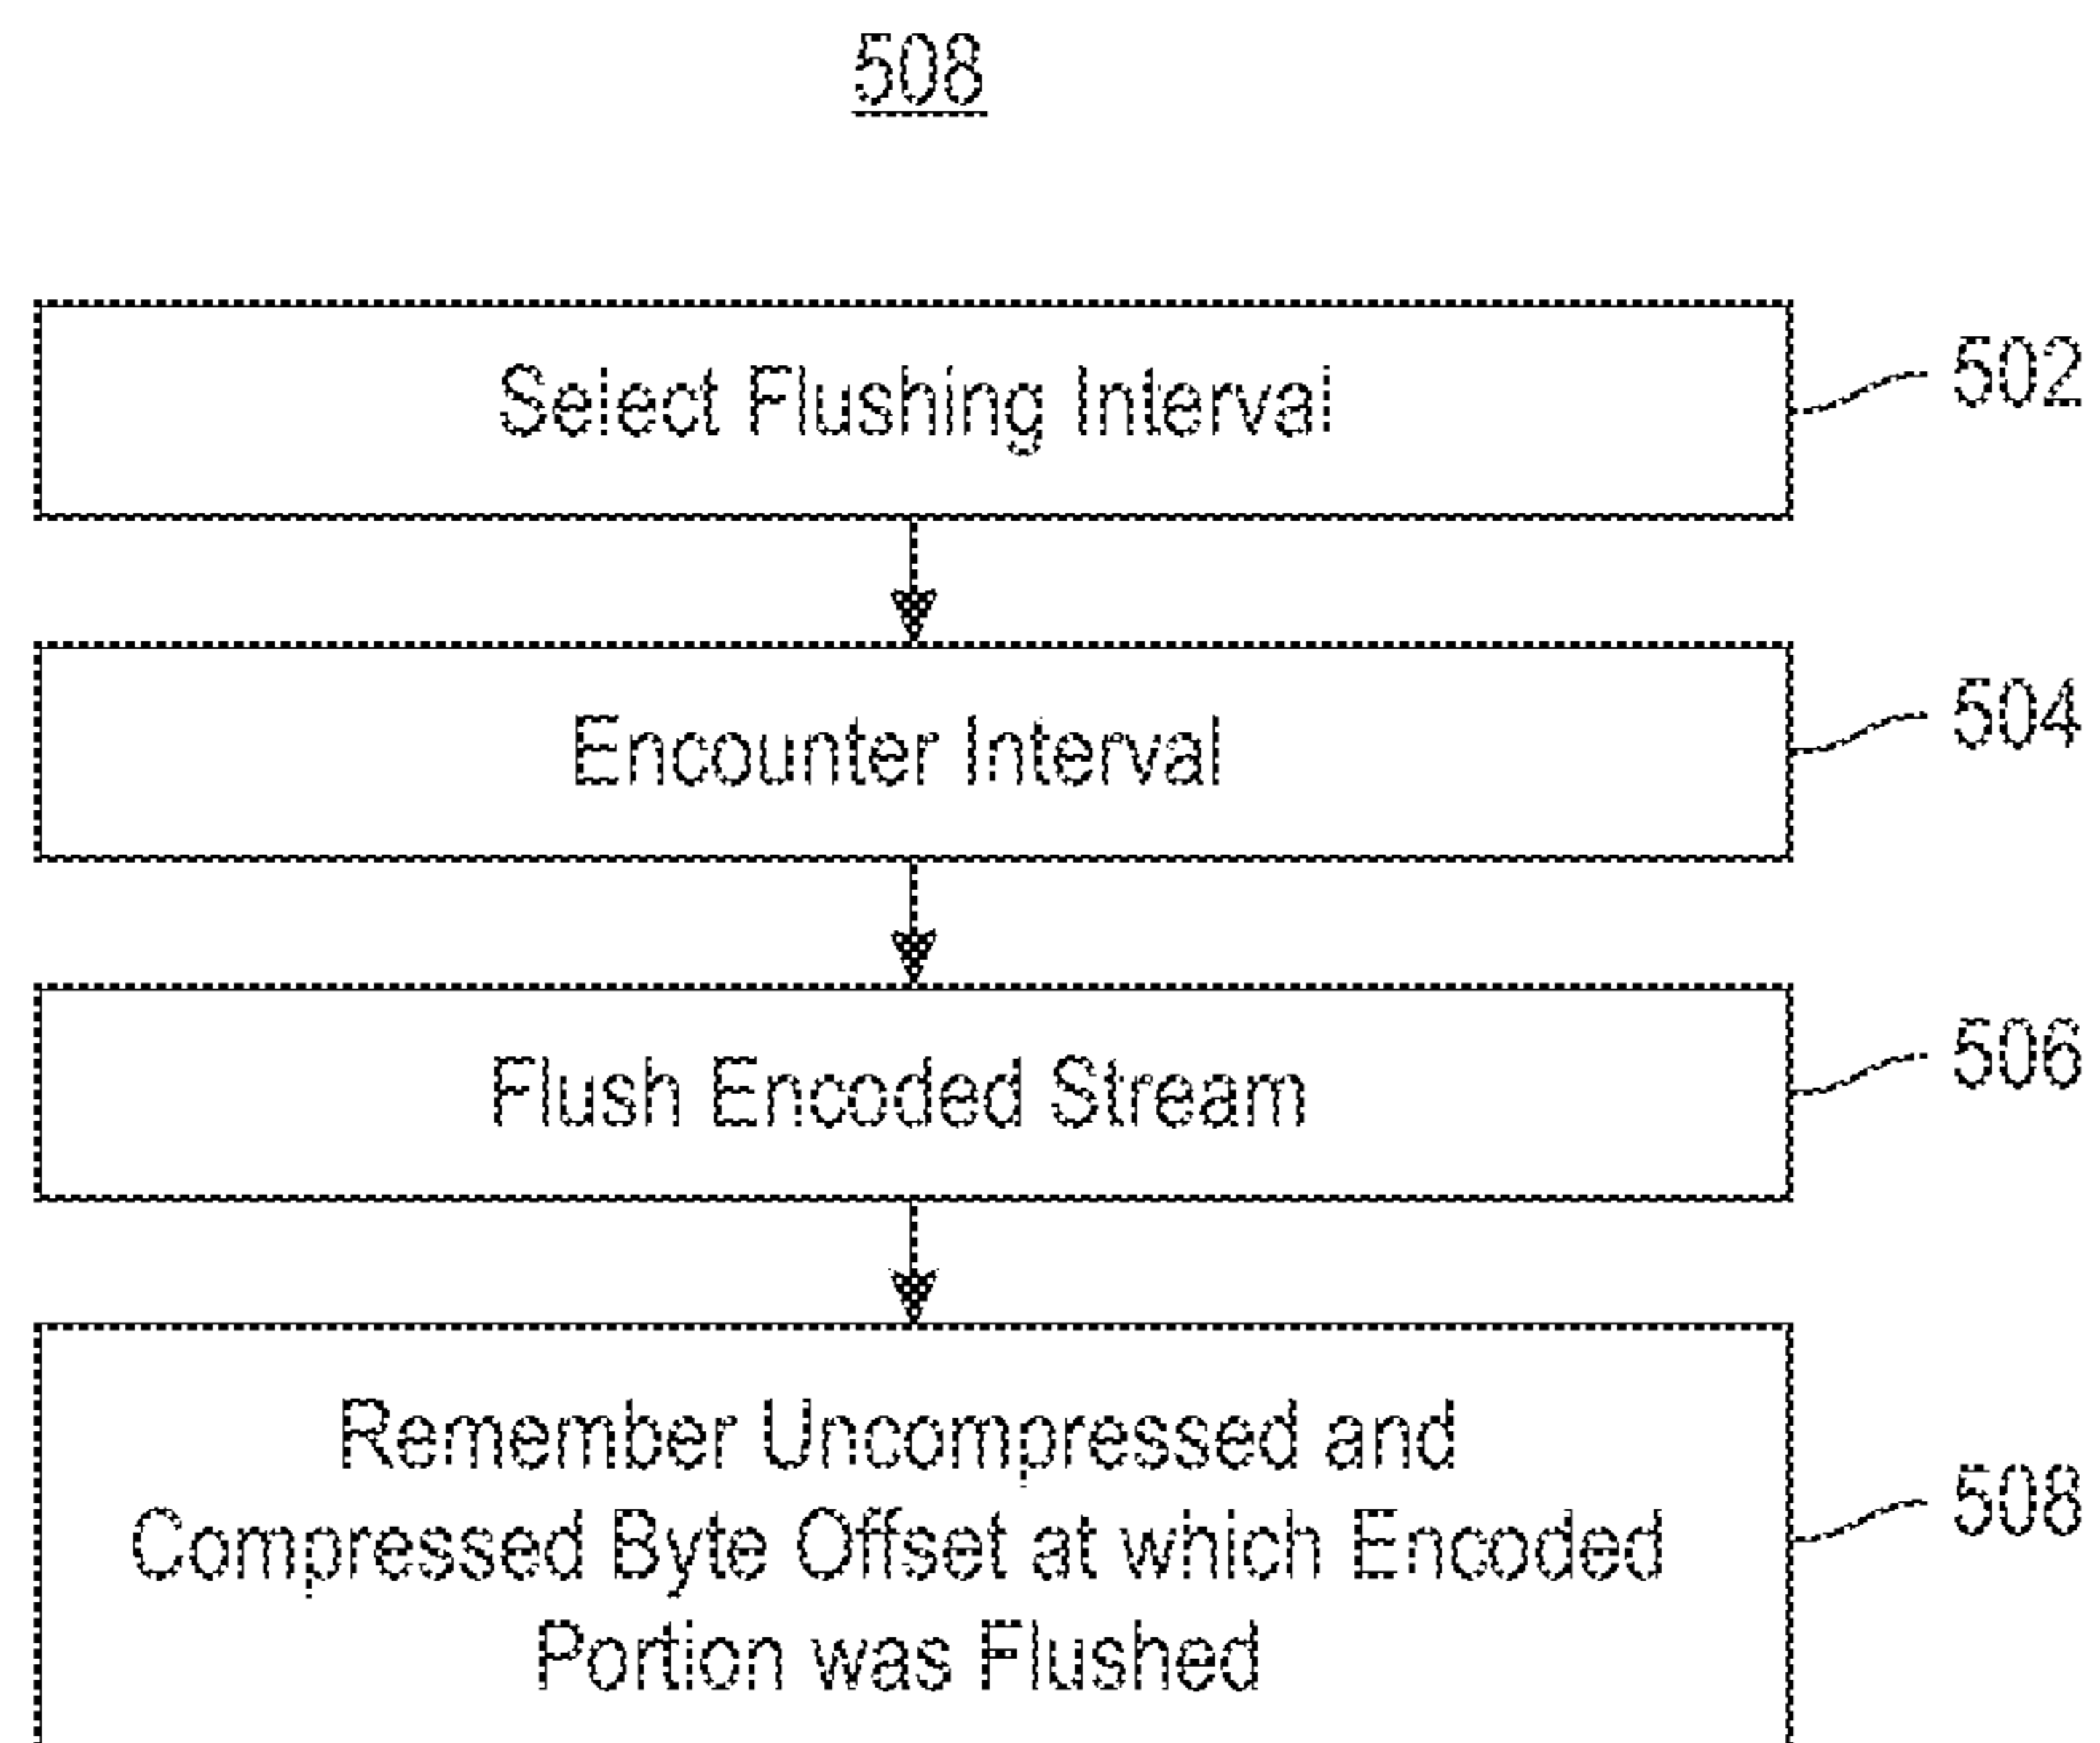 508
Select Flushing Interval
502
Encounter Interval
504
Flush Encoded Stream
506
Remember Uncompressed and
Compressed Byte Offset at which Encoded
Portion was Flushed
508